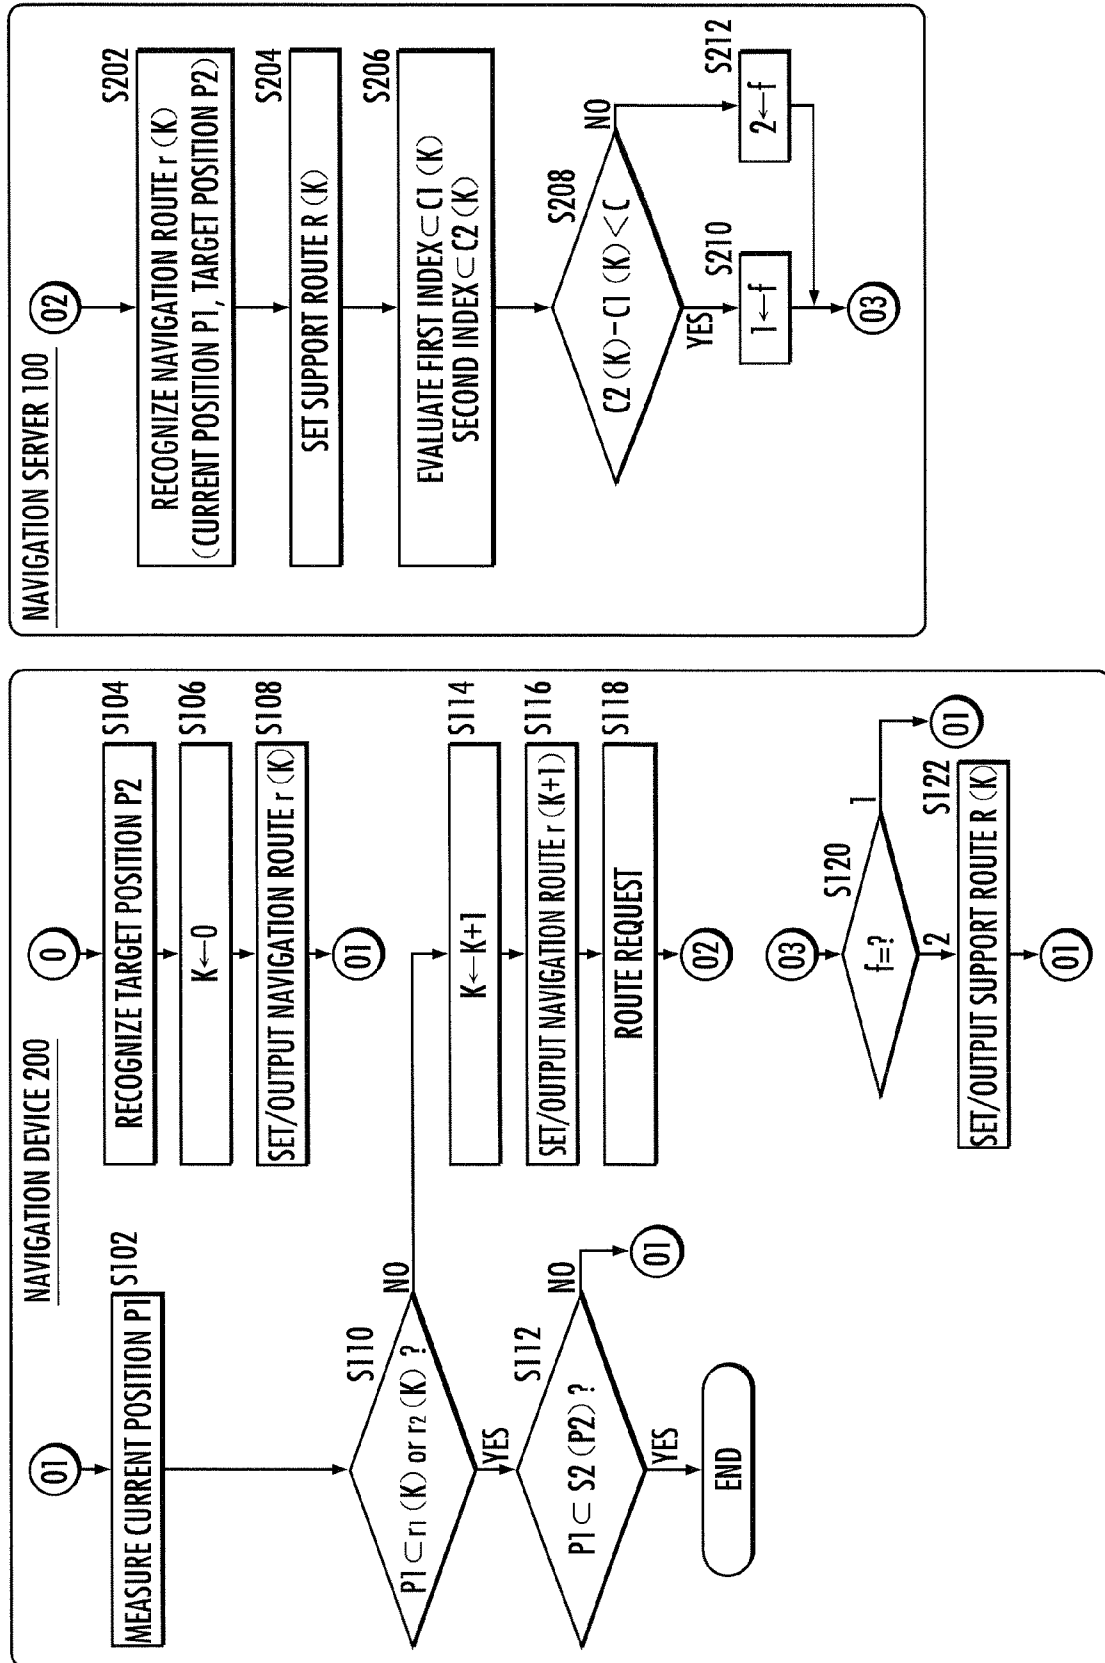 NAVIGATION DEVICE 200
01
MEASURE CURRENT POSITION P1
S102
P1⊂r1(K) or r2(K) ?
S110
NO
YES
P1⊂S2(P2) ?
S112
NO
01
YES
END
0
RECOGNIZE TARGET POSITION P2
S104
K←0
S106
SET/OUTPUT NAVIGATION ROUTE r(K)
S108
01
K←K+1
S114
SET/OUTPUT NAVIGATION ROUTE r(K+1)
S116
ROUTE REQUEST
S118
02
03
f=?
S120
1
01
2
SET/OUTPUT SUPPORT ROUTE R(K)
S122
01
NAVIGATION SERVER 100
02
RECOGNIZE NAVIGATION ROUTE r(K)
(CURRENT POSITION P1, TARGET POSITION P2)
S202
SET SUPPORT ROUTE R(K)
S204
EVALUATE FIRST INDEX⊂C1(K)
SECOND INDEX⊂C2(K)
S206
C2(K)-C1(K)<C
S208
NO
YES
1←f
S210
2←f
S212
03